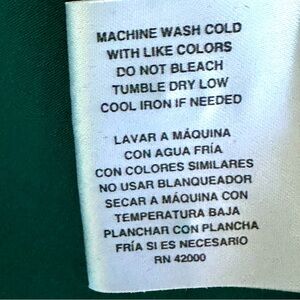 MACHINE WASH COLD
WITH LIKE COLORS
DO NOT BLEACH
TUMBLE DRY LOW
COOL IRON IF NEEDED
LAVAR A MÁQUINA
CON AGUA FRÍA
CON COLORES SIMILARES
NO USAR BLANQUEADOR
SECAR A MÁQUINA CON
TEMPERATURA BAJA
PLANCHAR CON PLANCHA
FRÍA SI ES NECESARIO
RN 42000